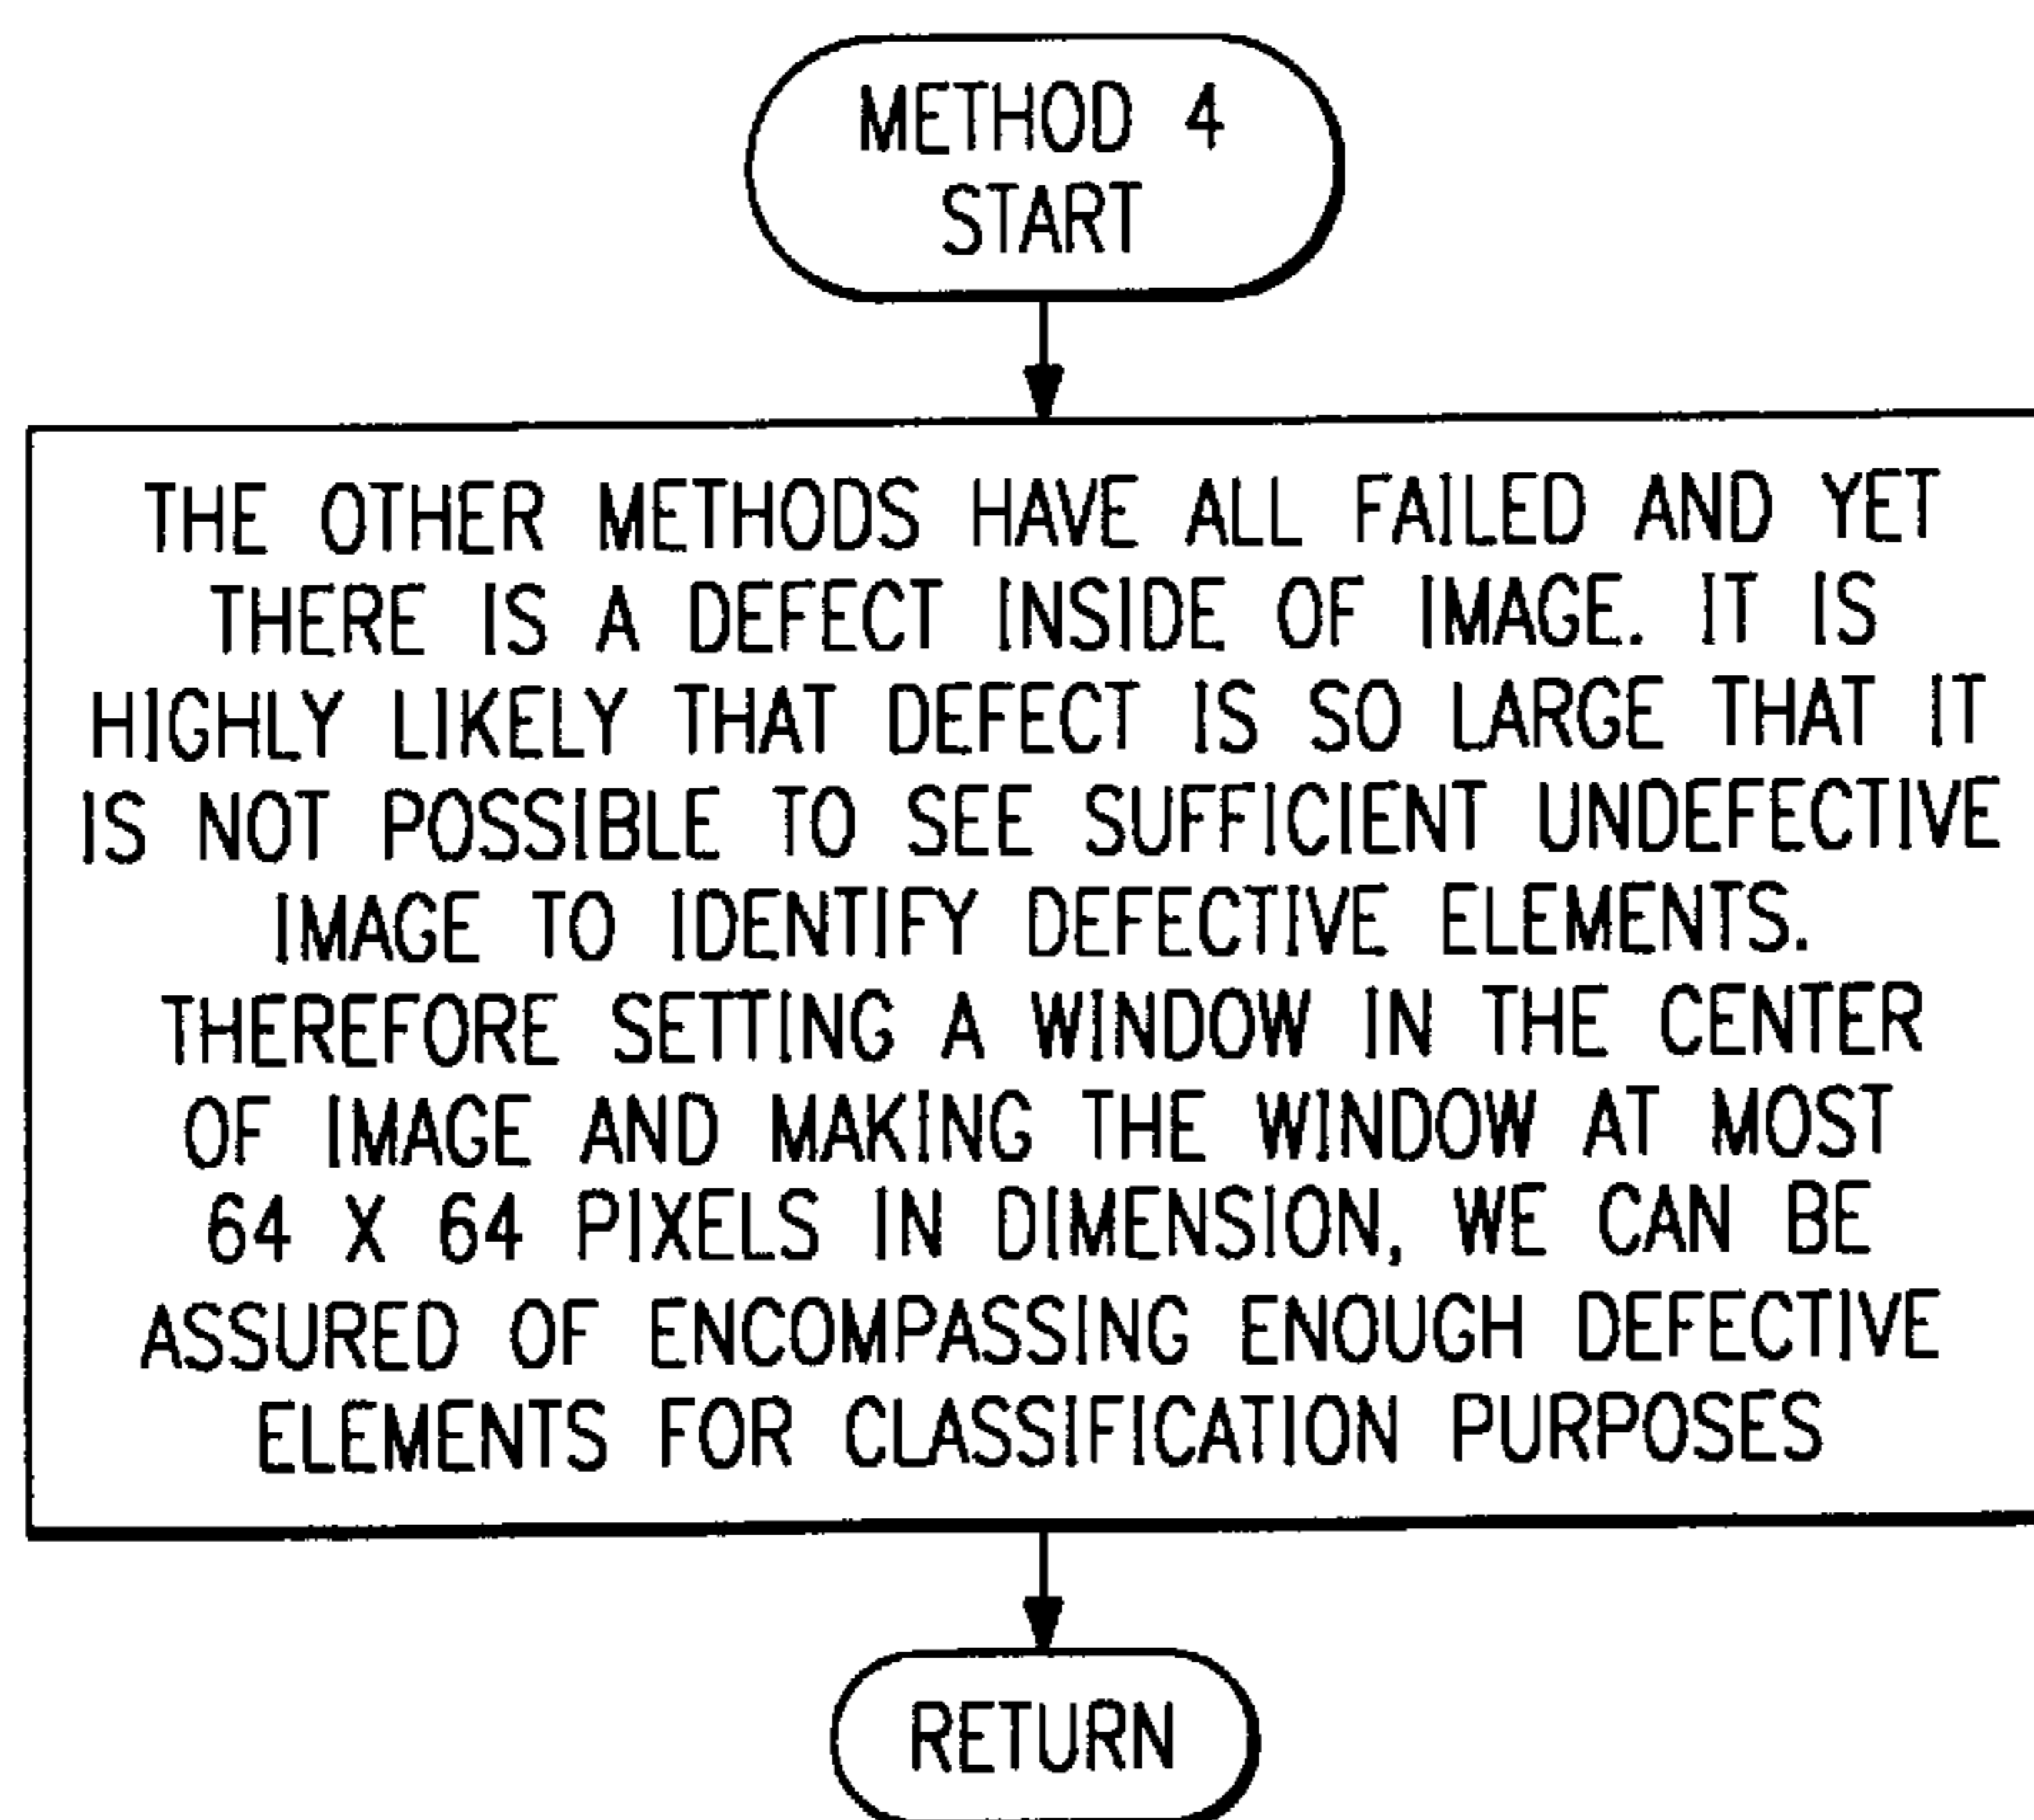 METHOD 4
START
THE OTHER METHODS HAVE ALL FAILED AND YET
THERE IS A DEFECT INSIDE OF IMAGE. IT IS
HIGHLY LIKELY THAT DEFECT IS SO LARGE THAT IT
IS NOT POSSIBLE TO SEE SUFFICIENT UNDEFECTIVE
IMAGE TO IDENTIFY DEFECTIVE ELEMENTS.
THEREFORE SETTING A WINDOW IN THE CENTER
OF IMAGE AND MAKING THE WINDOW AT MOST
64 X 64 PIXELS IN DIMENSION, WE CAN BE
ASSURED OF ENCOMPASSING ENOUGH DEFECTIVE
ELEMENTS FOR CLASSIFICATION PURPOSES
RETURN